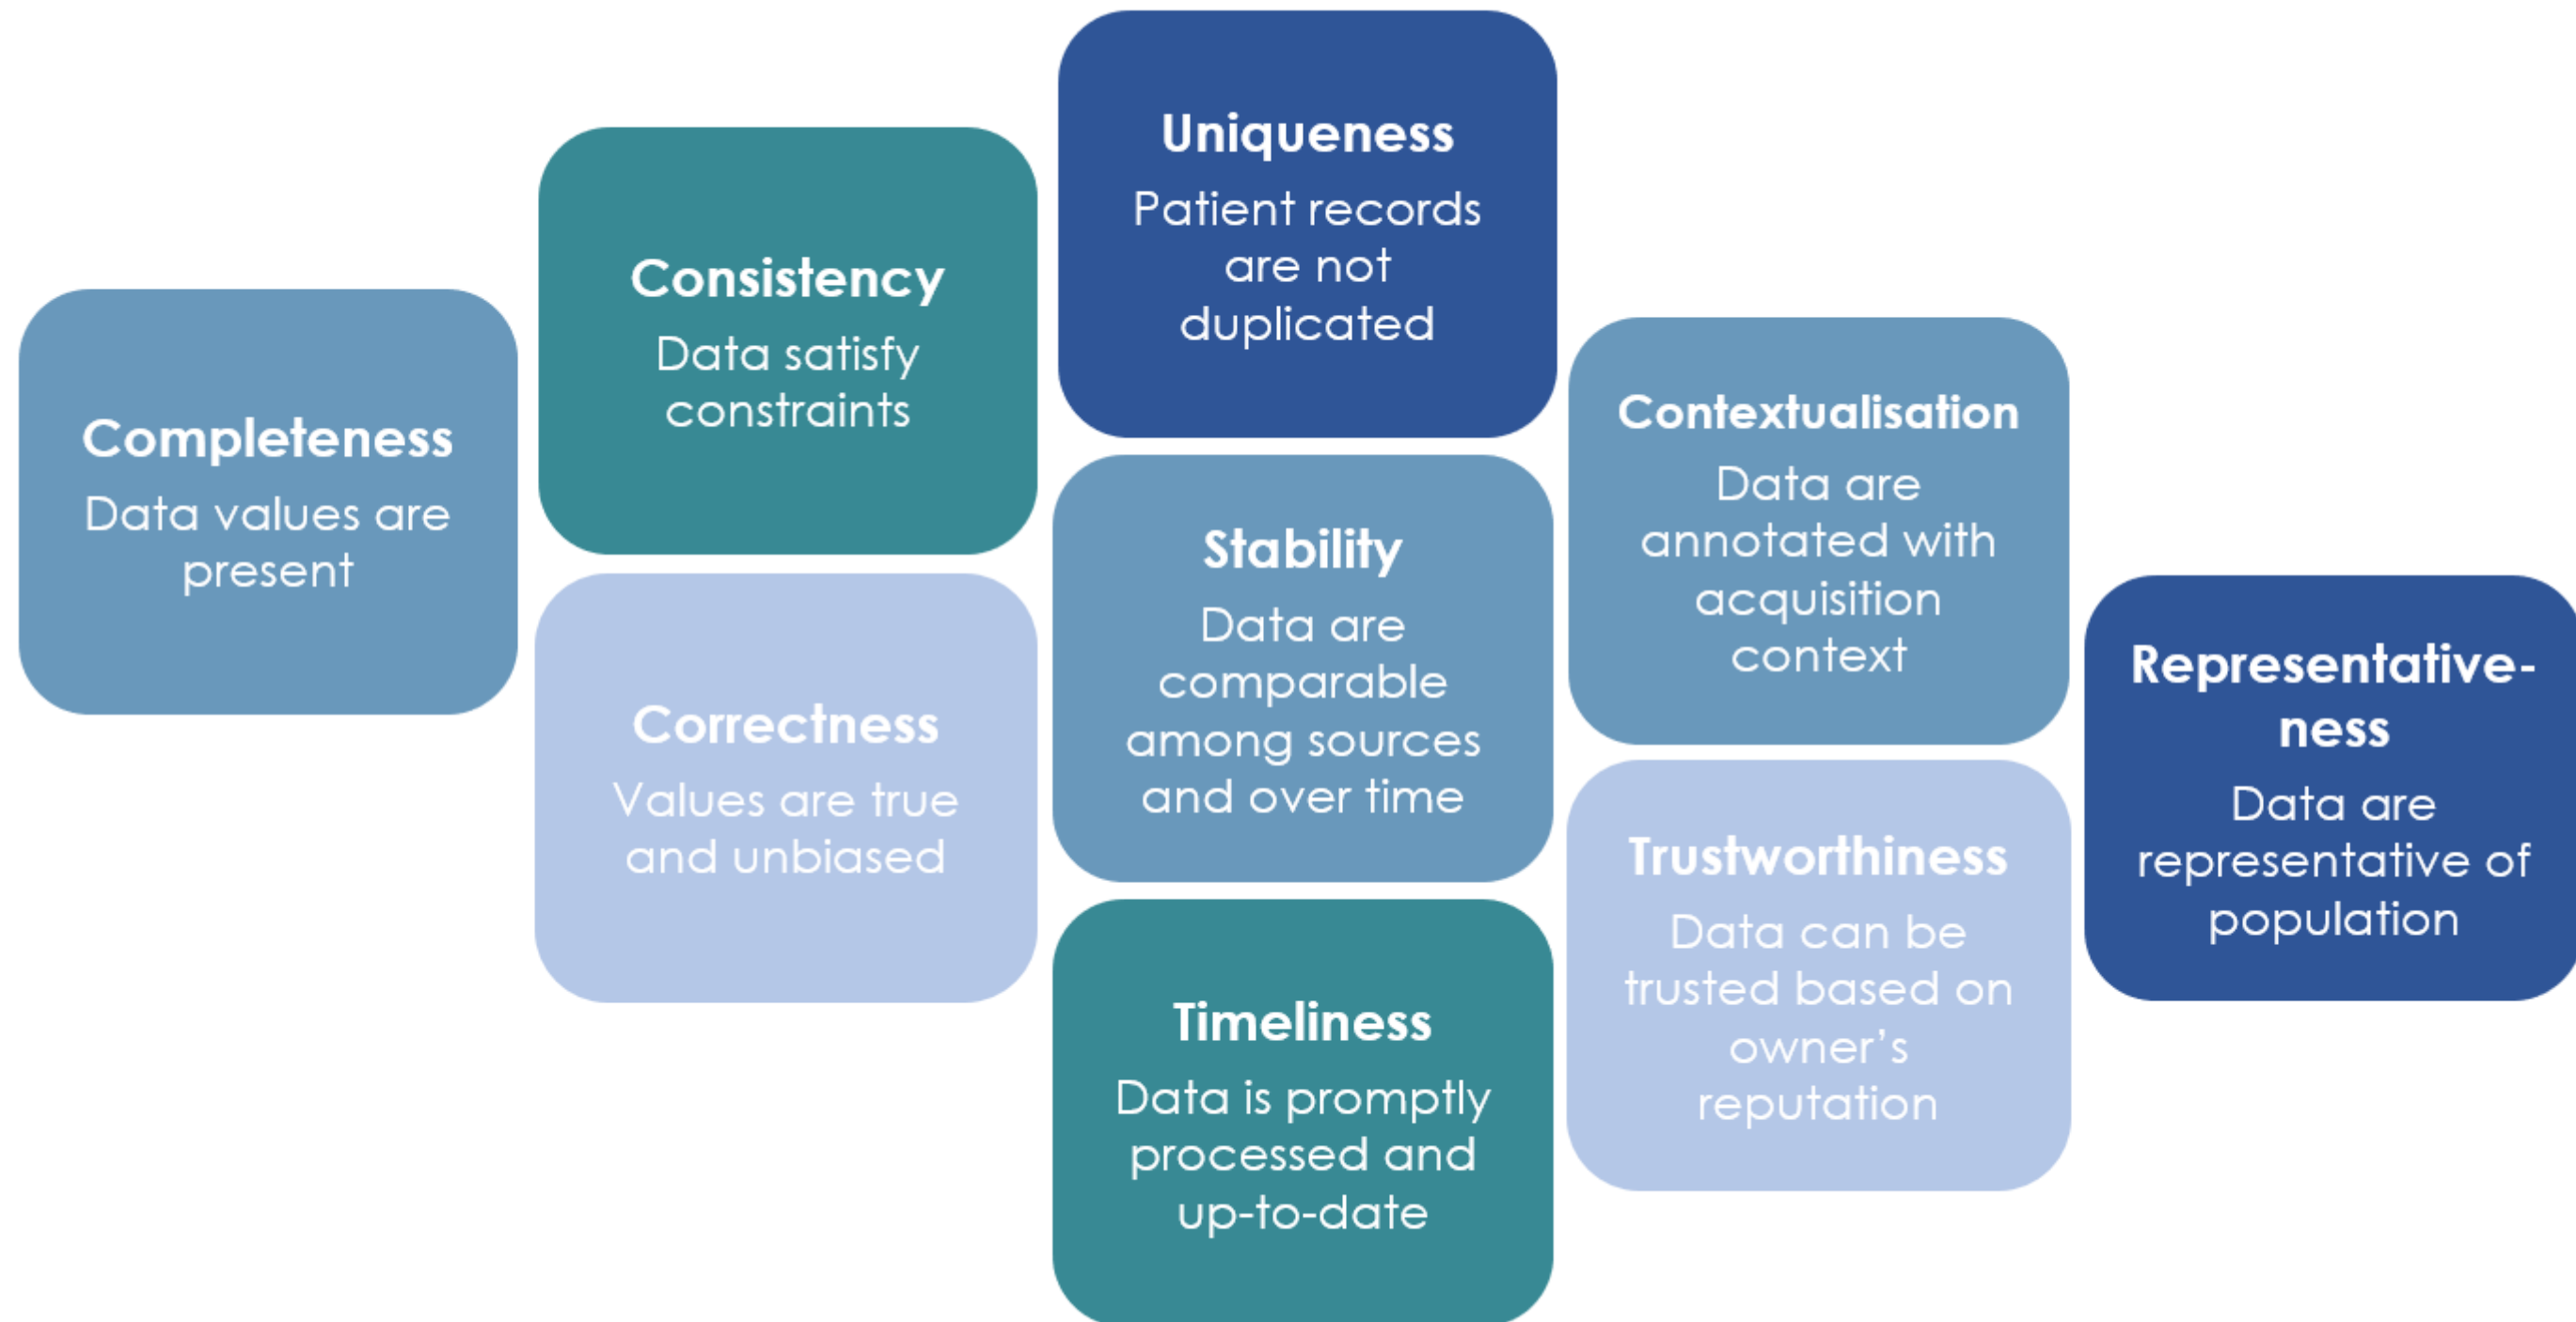 Completeness
Data values are
present
Consistency
Data satisfy
constraints
Correctness
Values are true
and unbiased
Uniqueness
Patient records
are not
duplicated
Stability
Data are
comparable
among sources
and over time
Timeliness
Data is promptly
processed and
up-to-date
Contextualisation
Data are
annotated with
acquisition
context
Trustworthiness
Data can be
trusted based on
owner’s
reputation
Representative-
ness
Data are
representative of
population